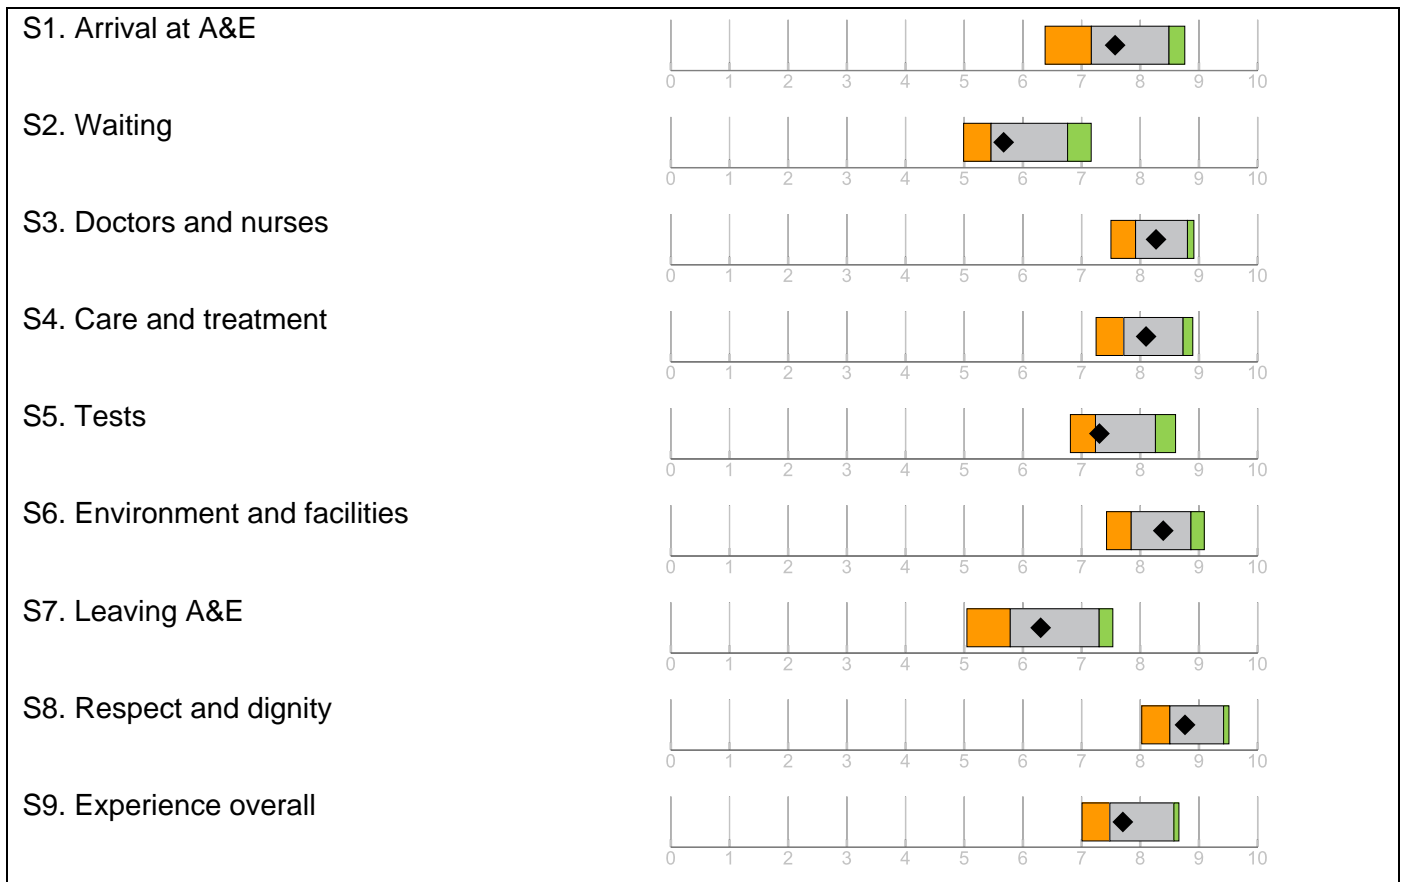 S1. Arrival at A&E
0 1 2 3 4 5 6 7 8 9 10
S2. Waiting
0 1 2 3 4 5 6 7 8 9 10
S3. Doctors and nurses
0 1 2 3 4 5 6 7 8 9 10
S4. Care and treatment
0 1 2 3 4 5 6 7 8 9 10
S5. Tests
0 1 2 3 4 5 6 7 8 9 10
S6. Environment and facilities
0 1 2 3 4 5 6 7 8 9 10
S7. Leaving A&E
0 1 2 3 4 5 6 7 8 9 10
S8. Respect and dignity
0 1 2 3 4 5 6 7 8 9 10
S9. Experience overall
0 1 2 3 4 5 6 7 8 9 10